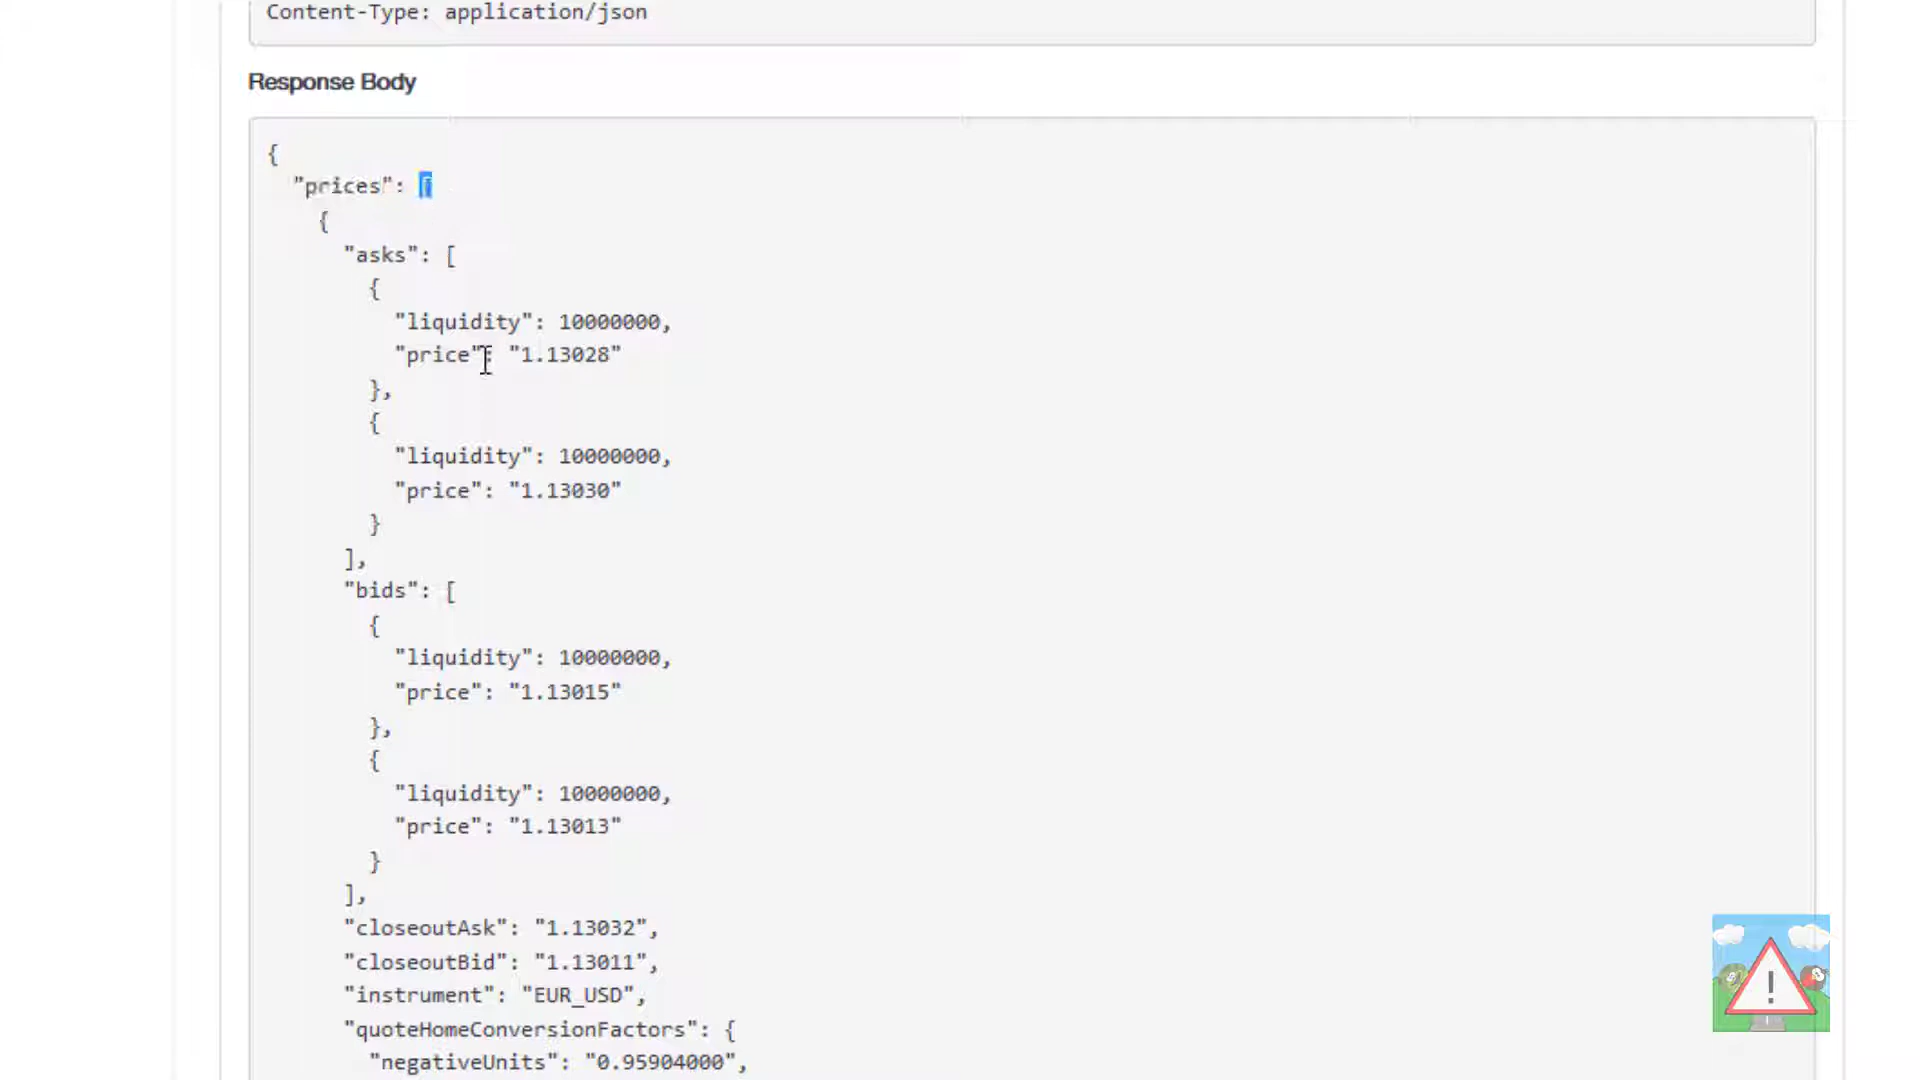 Content-Type: application/json
Response Body
{
"prices": [
{
"asks": [
{
"liquidity": 10000000,
"price": "1.13028"
},
{
"liquidity": 10000000,
"price": "1.13030"
}
],
"bids": [
{
"liquidity": 10000000,
"price": "1.13015"
},
{
"liquidity": 10000000,
"price": "1.13013"
}
],
"closeoutAsk": "1.13032",
"closeoutBid": "1.13011",
"instrument": "EUR_USD",
"quoteHomeConversionFactors": {
"negativeUnits": "0.95904000",
!